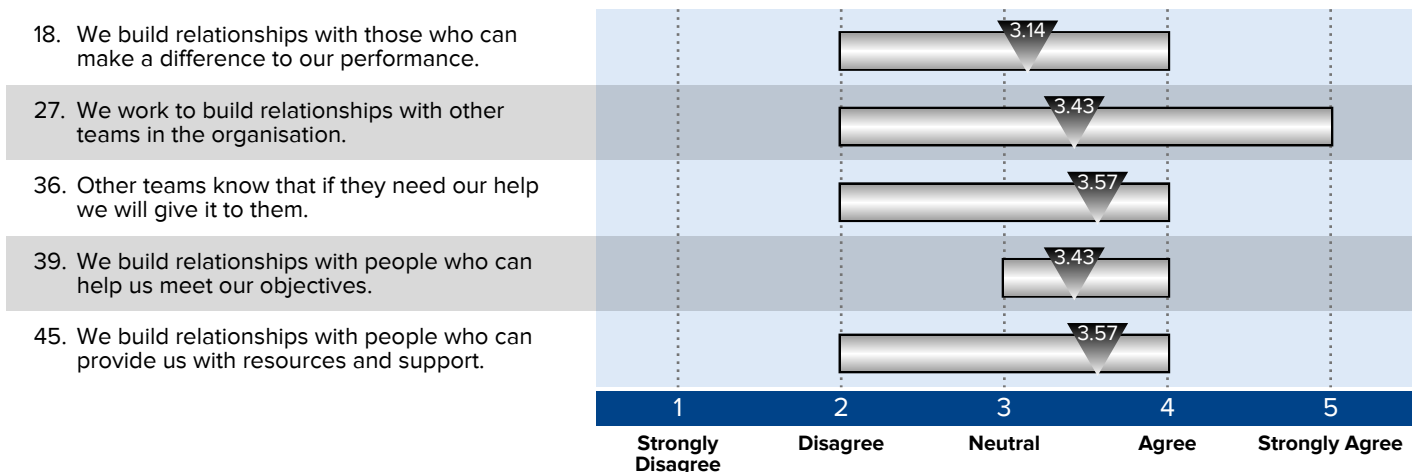 18. We build relationships with those who can
make a difference to our performance.
3.14
27. We work to build relationships with other
teams in the organisation.
3.43
36. Other teams know that if they need our help
we will give it to them.
3.57
39. We build relationships with people who can
help us meet our objectives.
3.43
45. We build relationships with people who can
provide us with resources and support.
3.57
1 2 3 4 5
Strongly Disagree Neutral Agree Strongly Agree
Disagree